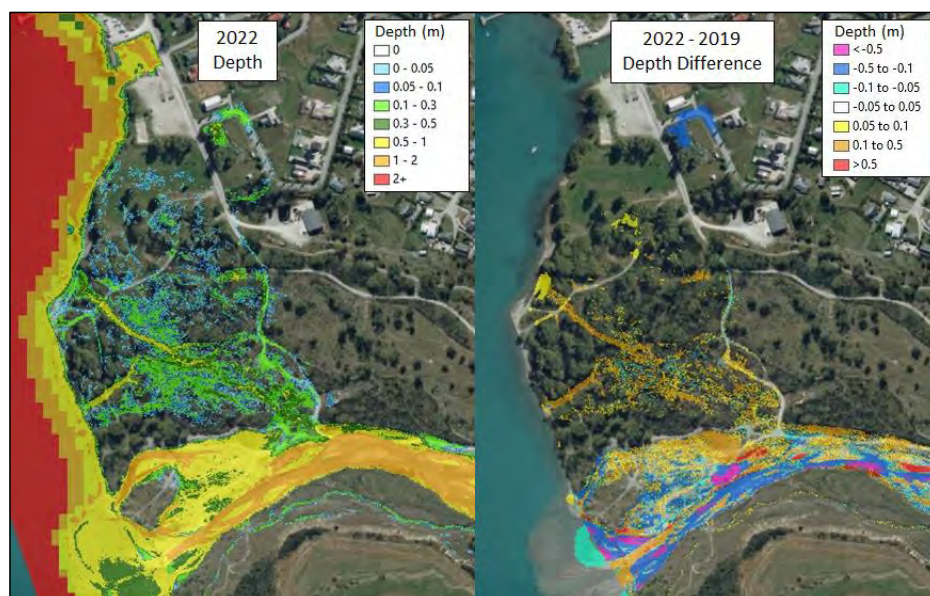 2022
Depth
Depth (m)
0
0 - 0.05
0.05 - 0.1
0.1 - 0.3
0.3 - 0.5
0.5 - 1
1 - 2
2+
2022 - 2019
Depth Difference
Depth (m)
<-0.5
-0.5 to -0.1
-0.1 to -0.05
-0.05 to 0.05
0.05 to 0.1
0.1 to 0.5
>0.5